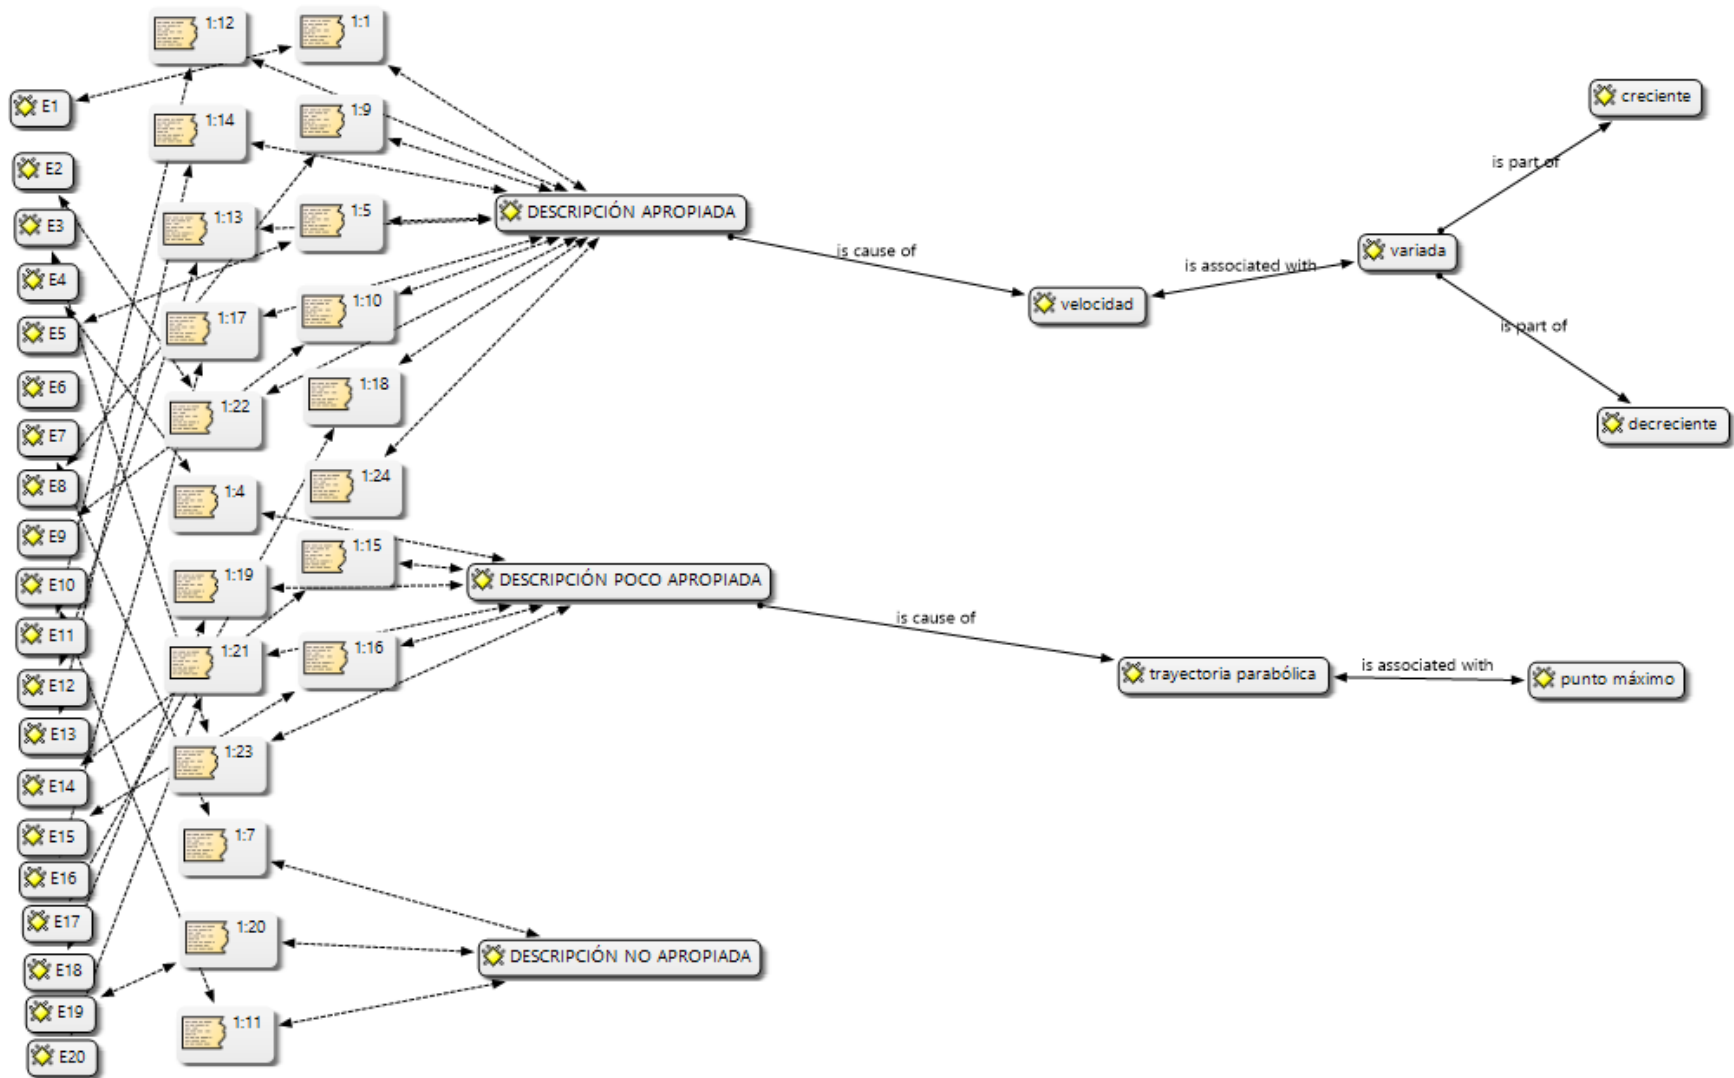 E1
E2
E3
E4
E5
E6
E7
E8
E9
E10
E11
E12
E13
E14
E15
E16
E17
E18
E19
E20
1:12
1:1
1:14
1:9
1:13
1:5
1:17
1:10
1:22
1:18
1:4
1:24
1:19
1:15
1:21
1:16
1:23
1:7
1:20
1:11
DESCRIPCIÓN APROPIADA
is cause of
velocidad
is associated with
variada
is part of
creciente
is part of
decreciente
DESCRIPCIÓN POCO APROPIADA
is cause of
trayectoria parabólica
is associated with
punto máximo
DESCRIPCIÓN NO APROPIADA